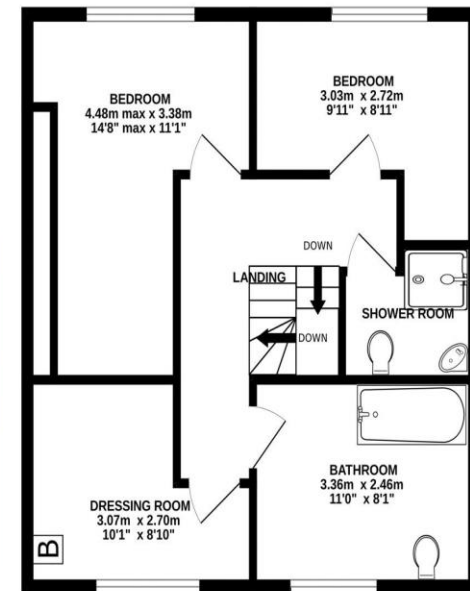 BEDROOM
4.48m max x 3.38m
14'8" max x 11'1"
BEDROOM
3.03m x 2.72m
9'11" x 8'11"
DOWN
LANDING
SHOWER ROOM
DOWN
BATHROOM
3.36m x 2.46m
11'0" x 8'1"
DRESSING ROOM
3.07m x 2.70m
10'1" x 8'10"
B